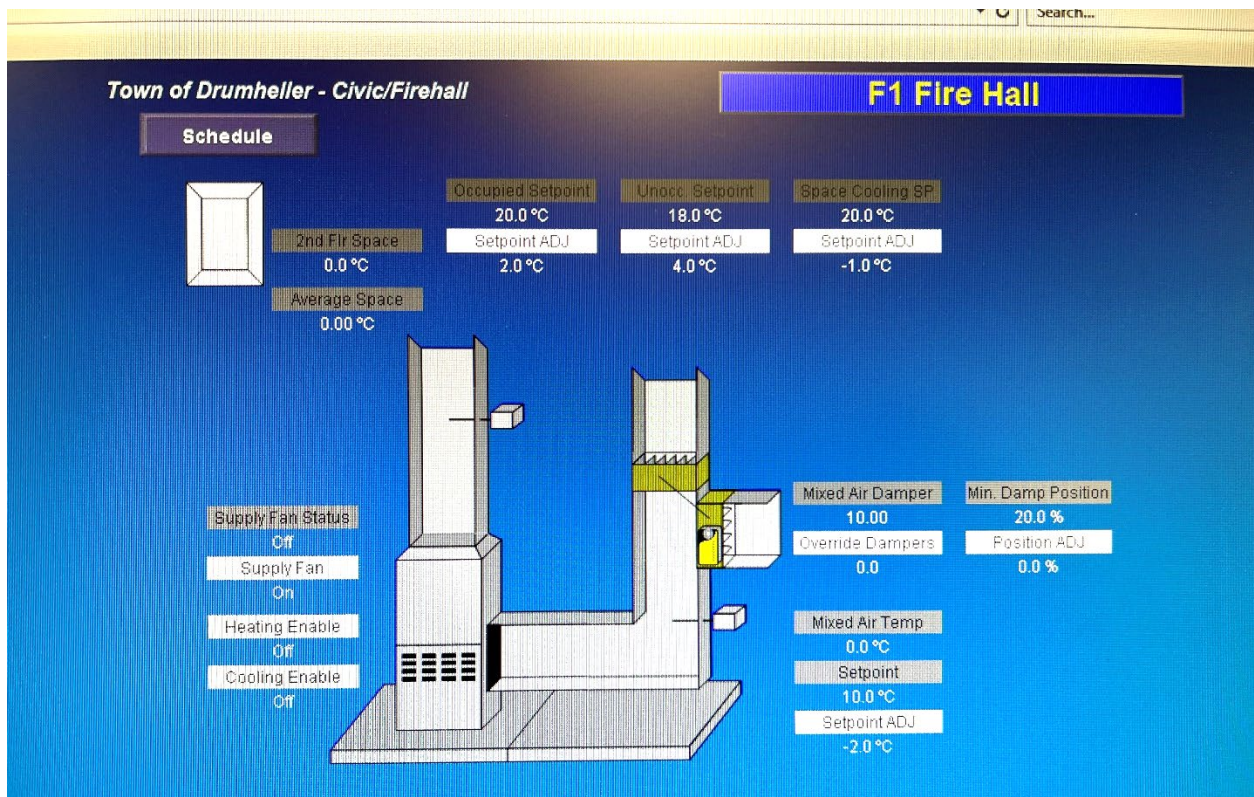 Search...
Town of Drumheller - Civic/Firehall
F1 Fire Hall
Schedule
Occupied Setpoint
20.0 °C
Setpoint ADJ
2.0 °C
Unocc. Setpoint
18.0 °C
Setpoint ADJ
4.0 °C
Space Cooling SP
20.0 °C
Setpoint ADJ
-1.0 °C
2nd Flr Space
0.0 °C
Average Space
0.00 °C
Supply Fan Status
Off
Supply Fan
On
Heating Enable
Off
Cooling Enable
Off
Mixed Air Damper
10.00
Override Dampers
0.0
Min. Damp Position
20.0 %
Position ADJ
0.0 %
Mixed Air Temp
0.0 °C
Setpoint
10.0 °C
Setpoint ADJ
-2.0 °C